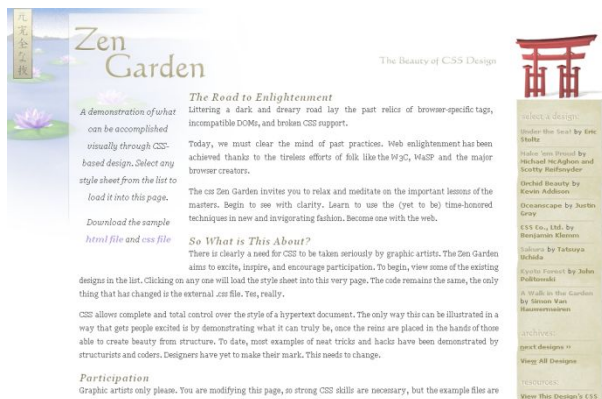 Zen
Garden
The Beauty of CSS Design
A demonstration of what
can be accomplished
visually through CSS-
based design. Select any
style sheet from the list to
load it into this page.
Download the sample
html file and css file
The Road to Enlightenment
Littering a dark and dreary road lay the past relics of browser-specific tags,
incompatible DOMs, and broken CSS support.
Today, we must clear the mind of past practices. Web enlightenment has been
achieved thanks to the tireless efforts of folk like the W3C, WaSP and the major
browser creators.
The css Zen Garden invites you to relax and meditate on the important lessons of the
masters. Begin to see with clarity. Learn to use the (yet to be) time-honored
techniques in new and invigorating fashion. Become one with the web.
So What is This About?
There is clearly a need for CSS to be taken seriously by graphic artists. The Zen Garden
aims to excite, inspire, and encourage participation. To begin, view some of the existing
designs in the list. Clicking on any one will load the style sheet into this very page. The code remains the same, the only
thing that has changed is the external .css file. Yes, really.
CSS allows complete and total control over the style of a hypertext document. The only way this can be illustrated in a
way that gets people excited is by demonstrating what it can truly be, once the reins are placed in the hands of those
able to create beauty from structure. To date, most examples of neat tricks and hacks have been demonstrated by
structurists and coders. Designers have yet to make their mark. This needs to change.
Participation
Graphic artists only please. You are modifying this page, so strong CSS skills are necessary, but the example files are
select a design:
Under the Sea! by Eric
Stoltz
Make 'em Proud by
Michael McAghon and
Scotty Reifsnyder
Orchid Beauty by
Kevin Addison
Oceanscape by Justin
Gray
CSS Co., Ltd. by
Benjamin Klemm
Sakura by Tatsuya
Uchida
Kyoto Forest by John
Politowski
A Walk in the Garden
by Simon Van
Hauwermeiren
archives:
next designs »
View All Designs
resources:
View This Design's CSS